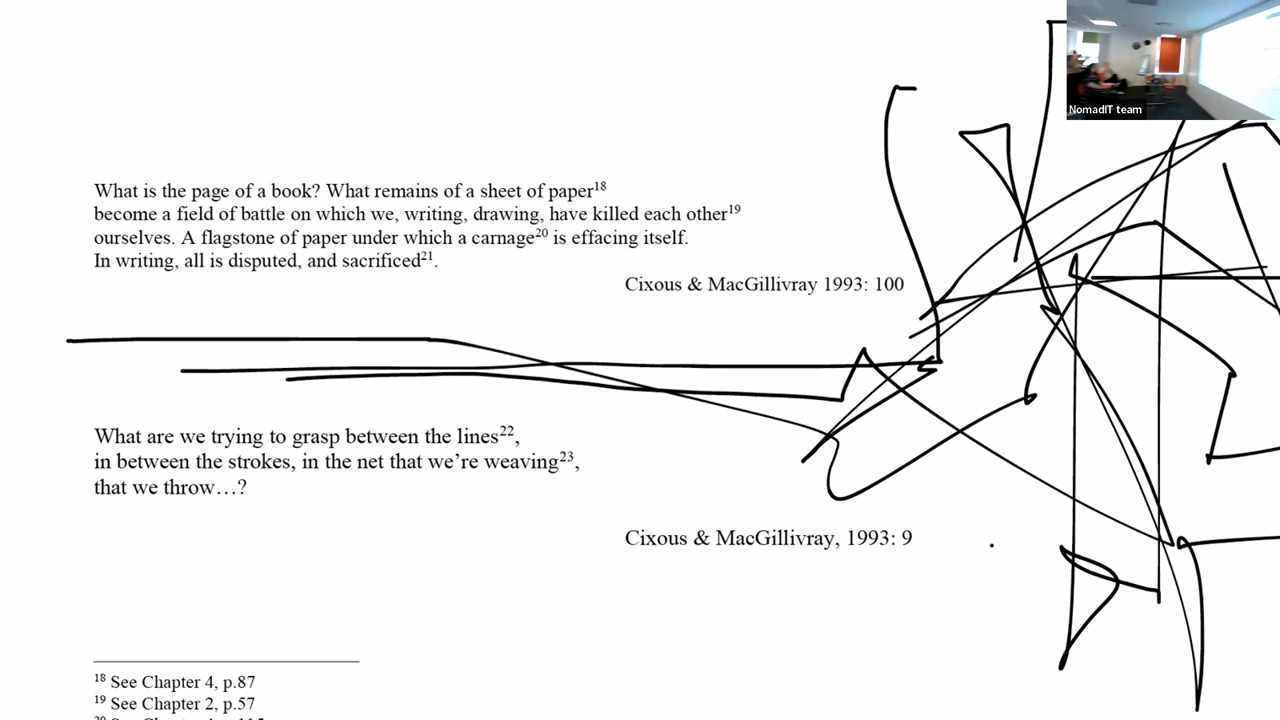 NomadIT team
What is the page of a book? What remains of a sheet of paper¹⁸
become a field of battle on which we, writing, drawing, have killed each other¹⁹
ourselves. A flagstone of paper under which a carnage²⁰ is effacing itself.
In writing, all is disputed, and sacrificed²¹.
Cixous & MacGillivray 1993: 100
What are we trying to grasp between the lines²²,
in between the strokes, in the net that we’re weaving²³,
that we throw…?
Cixous & MacGillivray, 1993: 9
¹⁸ See Chapter 4, p.87
¹⁹ See Chapter 2, p.57